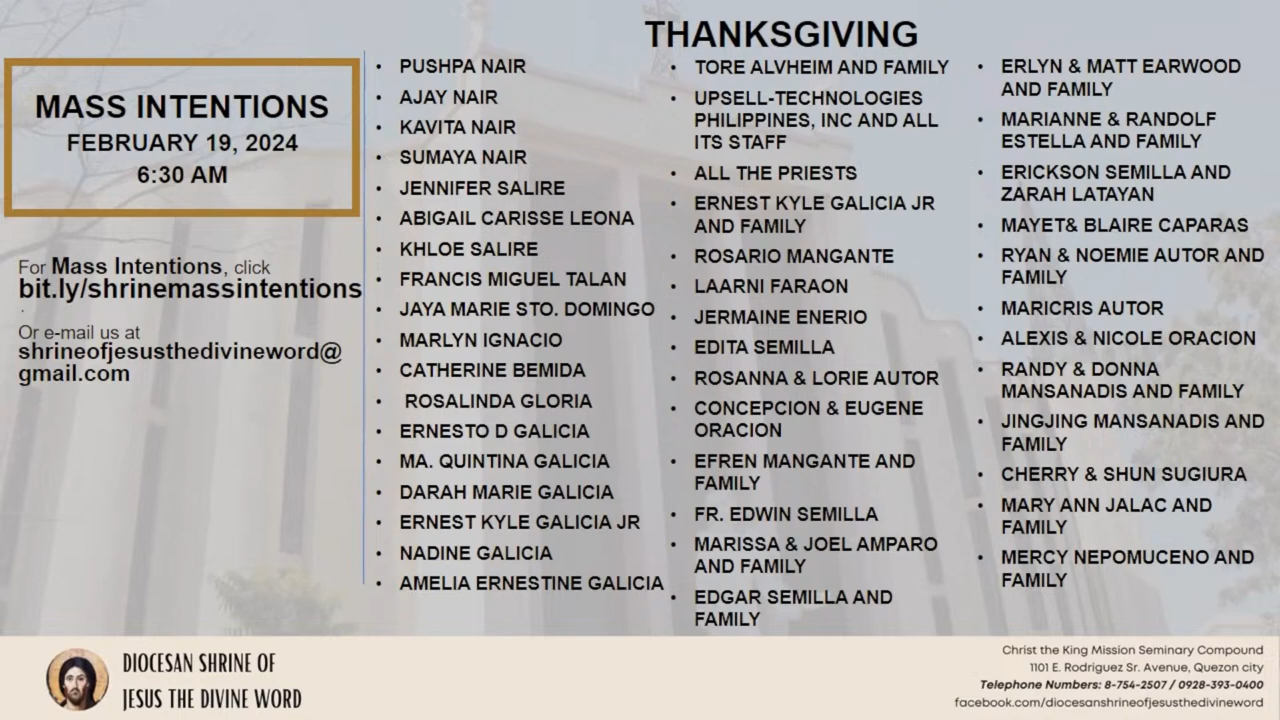 THANKSGIVING
MASS INTENTIONS
FEBRUARY 19, 2024
6:30 AM
For Mass Intentions, click
bit.ly/shrinemassintentions
.
Or e-mail us at
shrineofjesusthedivineword@
gmail.com
• PUSHPA NAIR
• AJAY NAIR
• KAVITA NAIR
• SUMAYA NAIR
• JENNIFER SALIRE
• ABIGAIL CARISSE LEONA
• KHLOE SALIRE
• FRANCIS MIGUEL TALAN
• JAYA MARIE STO. DOMINGO
• MARLYN IGNACIO
• CATHERINE BEMIDA
• ROSALINDA GLORIA
• ERNESTO D GALICIA
• MA. QUINTINA GALICIA
• DARAH MARIE GALICIA
• ERNEST KYLE GALICIA JR
• NADINE GALICIA
• AMELIA ERNESTINE GALICIA
• TORE ALVHEIM AND FAMILY
• UPSELL-TECHNOLOGIES
PHILIPPINES, INC AND ALL
ITS STAFF
• ALL THE PRIESTS
• ERNEST KYLE GALICIA JR
AND FAMILY
• ROSARIO MANGANTE
• LAARNI FARAON
• JERMAINE ENERIO
• EDITA SEMILLA
• ROSANNA & LORIE AUTOR
• CONCEPCION & EUGENE
ORACION
• EFREN MANGANTE AND
FAMILY
• FR. EDWIN SEMILLA
• MARISSA & JOEL AMPARO
AND FAMILY
• EDGAR SEMILLA AND
FAMILY
• ERLYN & MATT EARWOOD
AND FAMILY
• MARIANNE & RANDOLF
ESTELLA AND FAMILY
• ERICKSON SEMILLA AND
ZARAH LATAYAN
• MAYET& BLAIRE CAPARAS
• RYAN & NOEMIE AUTOR AND
FAMILY
• MARICRIS AUTOR
• ALEXIS & NICOLE ORACION
• RANDY & DONNA
MANSANADIS AND FAMILY
• JINGJING MANSANADIS AND
FAMILY
• CHERRY & SHUN SUGIURA
• MARY ANN JALAC AND
FAMILY
• MERCY NEPOMUCENO AND
FAMILY
DIOCESAN SHRINE OF
JESUS THE DIVINE WORD
Christ the King Mission Seminary Compound
1101 E. Rodriguez Sr. Avenue, Quezon city
Telephone Numbers: 8-754-2507 / 0928-393-0400
facebook.com/diocesanshrineofjesusthedivineword